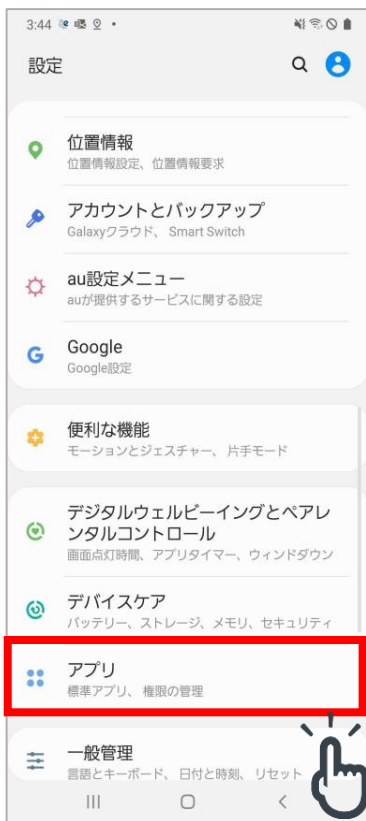 3:44
設定
位置情報
位置情報設定、位置情報要求
アカウントとバックアップ
Galaxyクラウド、 Smart Switch
au設定メニュー
auが提供するサービスに関する設定
Google
Google設定
便利な機能
モーションとジェスチャー、 片手モード
デジタルウェルビーイングとペアレ
ンタルコントロール
画面点灯時間、アプリタイマー、ウィンドダウン
デバイスケア
バッテリー、ストレージ、メモリ、セキュリティ
アプリ
標準アプリ、 権限の管理
一般管理
言語とキーボード、 日付と時刻、 リセット